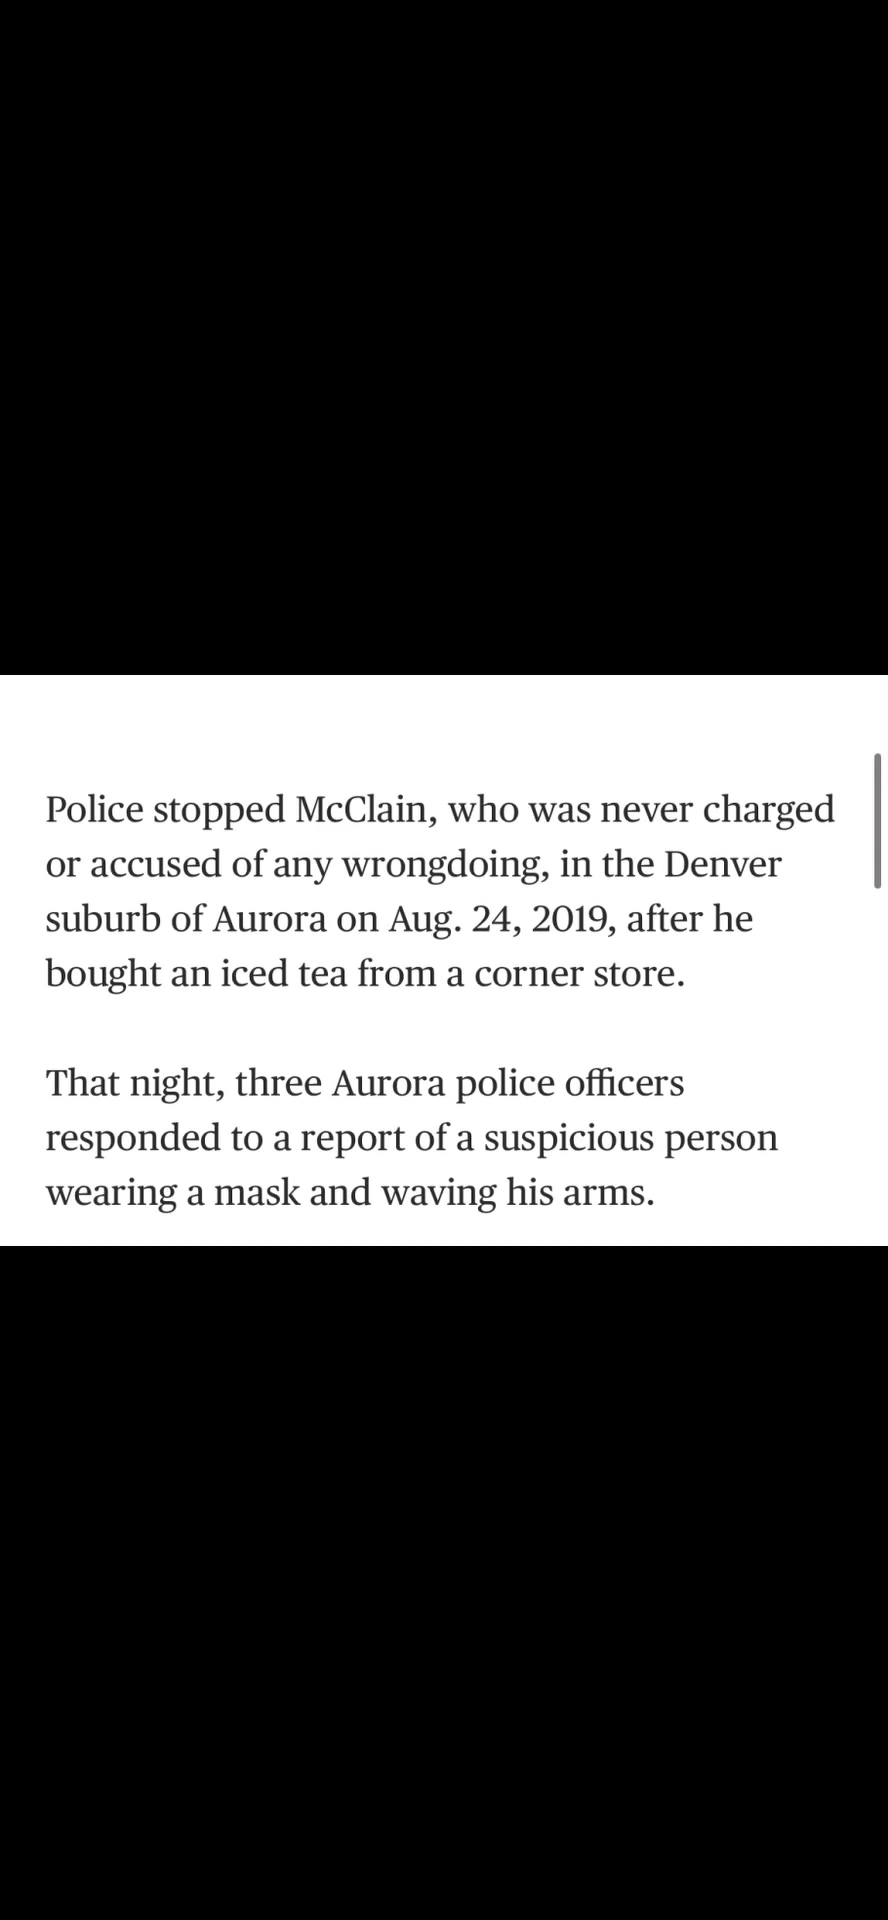 Police stopped McClain, who was never charged
or accused of any wrongdoing, in the Denver
suburb of Aurora on Aug. 24, 2019, after he
bought an iced tea from a corner store.
That night, three Aurora police officers
responded to a report of a suspicious person
wearing a mask and waving his arms.